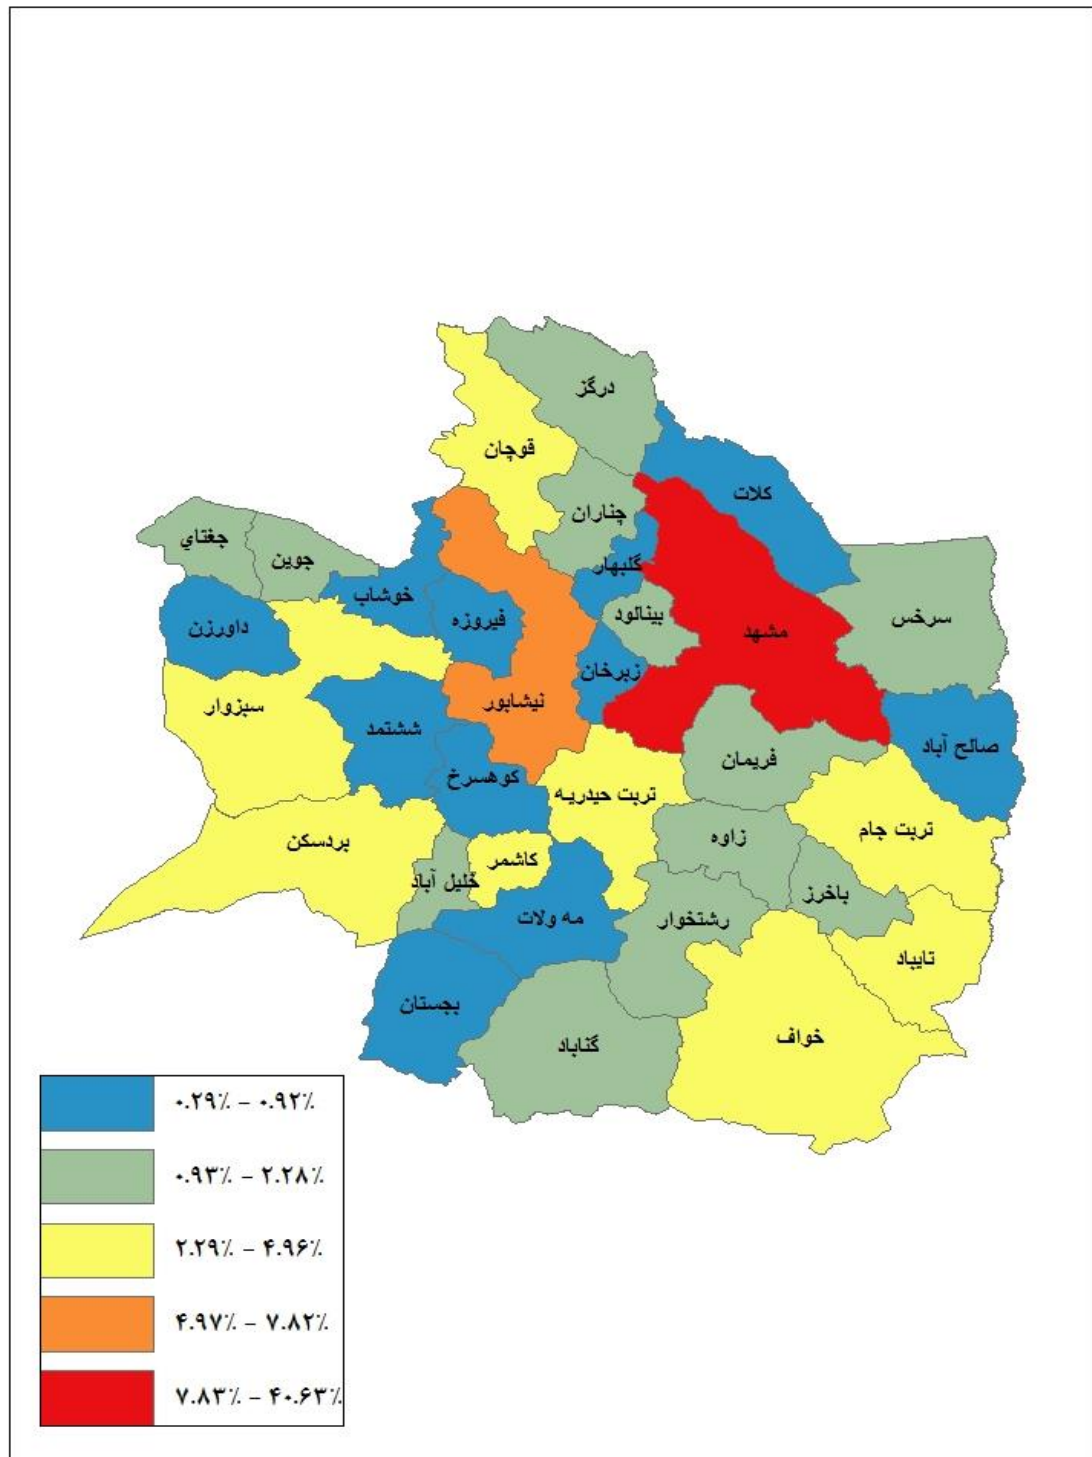 درگز
قوچان
کلات
چناران
جغتاي
جوین
گلبهار
خوشاب
فیروزه
بینالود
سرخس
داورزن
مشهد
زبرخان
نیشابور
سبزوار
ششتمد
صالح آباد
فریمان
کوهسرخ
تربت حیدریه
تربت جام
زاوه
بردسکن
کاشمر
خلیل آباد
باخرز
رشتخوار
مه ولات
تایباد
بجستان
خواف
گناباد
۰.۲۹٪ - ۰.۹۲٪
۰.۹۳٪ - ۲.۲۸٪
۲.۲۹٪ - ۴.۹۶٪
۴.۹۷٪ - ۷.۸۲٪
۷.۸۳٪ - ۴۰.۶۳٪